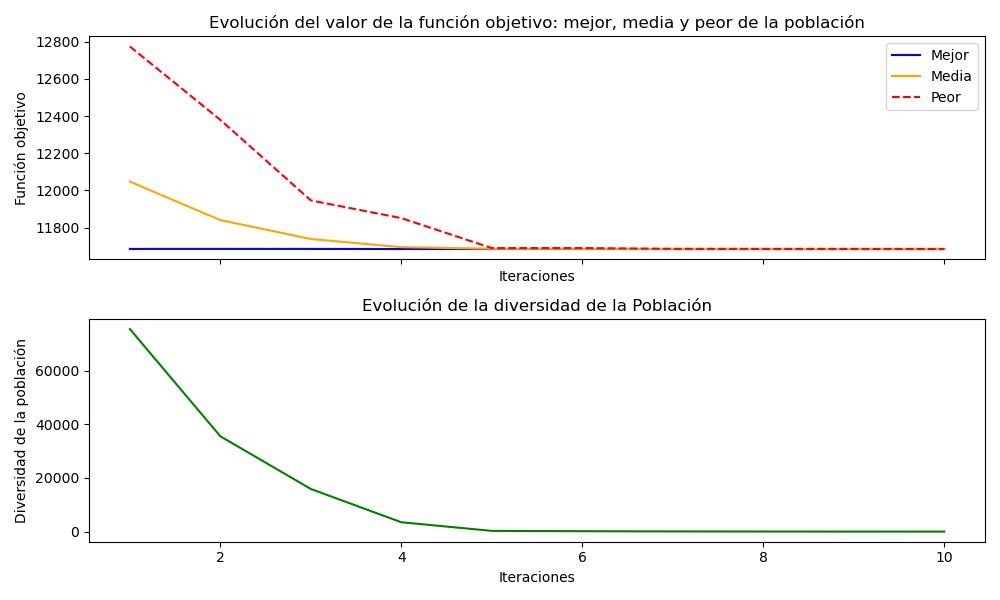 Evolución del valor de la función objetivo: mejor, media y peor de la población
12800
12600
12400
12200
12000
11800
Función objetivo
Mejor
Media
Peor
Iteraciones
Evolución de la diversidad de la Población
60000
40000
20000
0
Diversidad de la población
2
4
6
8
10
Iteraciones